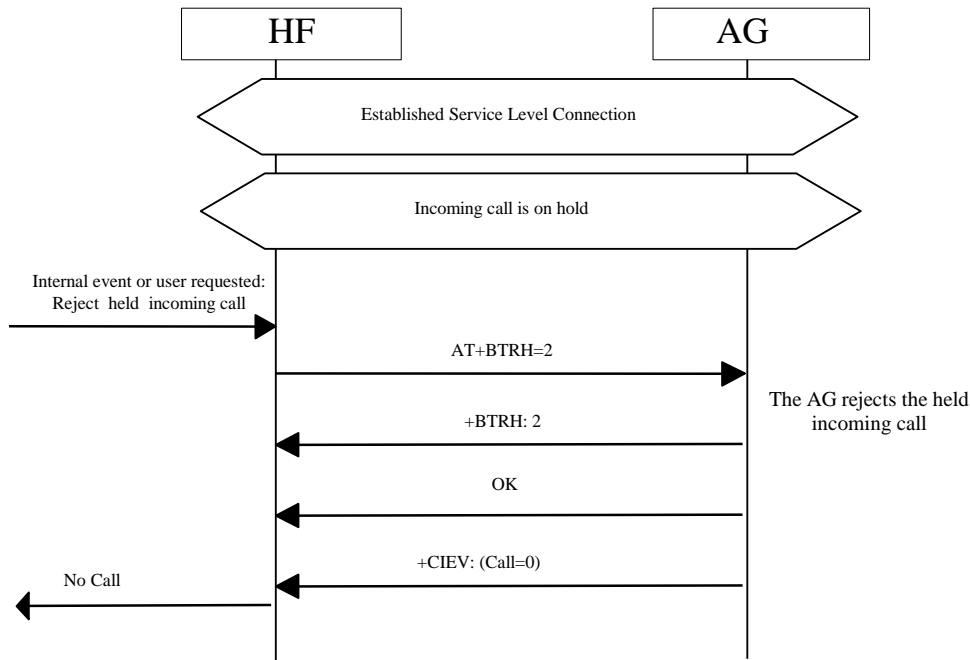 HF
AG
Established Service Level Connection
Incoming call is on hold
Internal event or user requested:
Reject held incoming call
AT+BTRH=2
The AG rejects the held
incoming call
+BTRH: 2
OK
+CIEV: (Call=0)
No Call